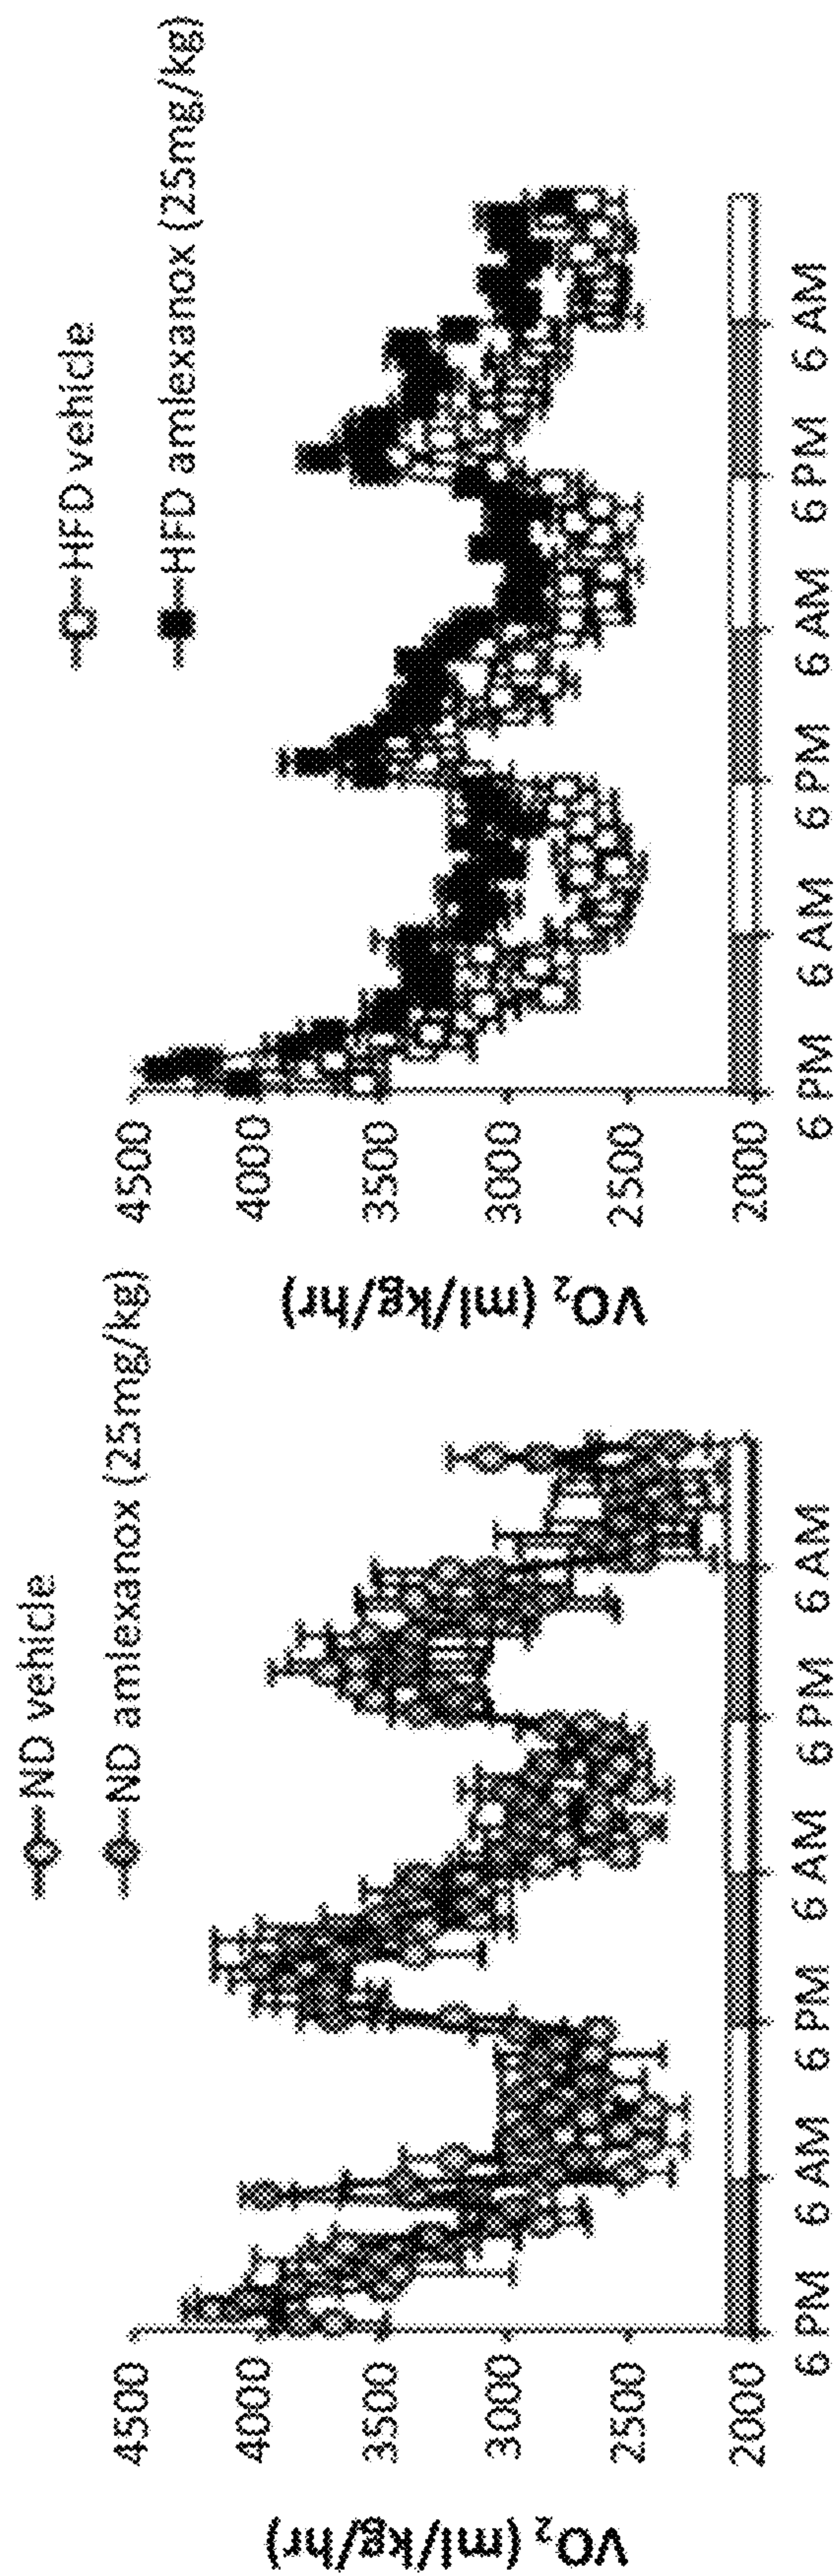 ND vehicle
ND amlexanox (25mg/kg)
VO2 (ml/kg/hr)
4500
4000
3500
3000
2500
2000
6 PM 6 AM 6 PM 6 AM 6 PM 6 AM
HFD vehicle
HFD amlexanox (25mg/kg)
VO2 (ml/kg/hr)
4500
4000
3500
3000
2500
2000
6 PM 6 AM 6 PM 6 AM 6 PM 6 AM